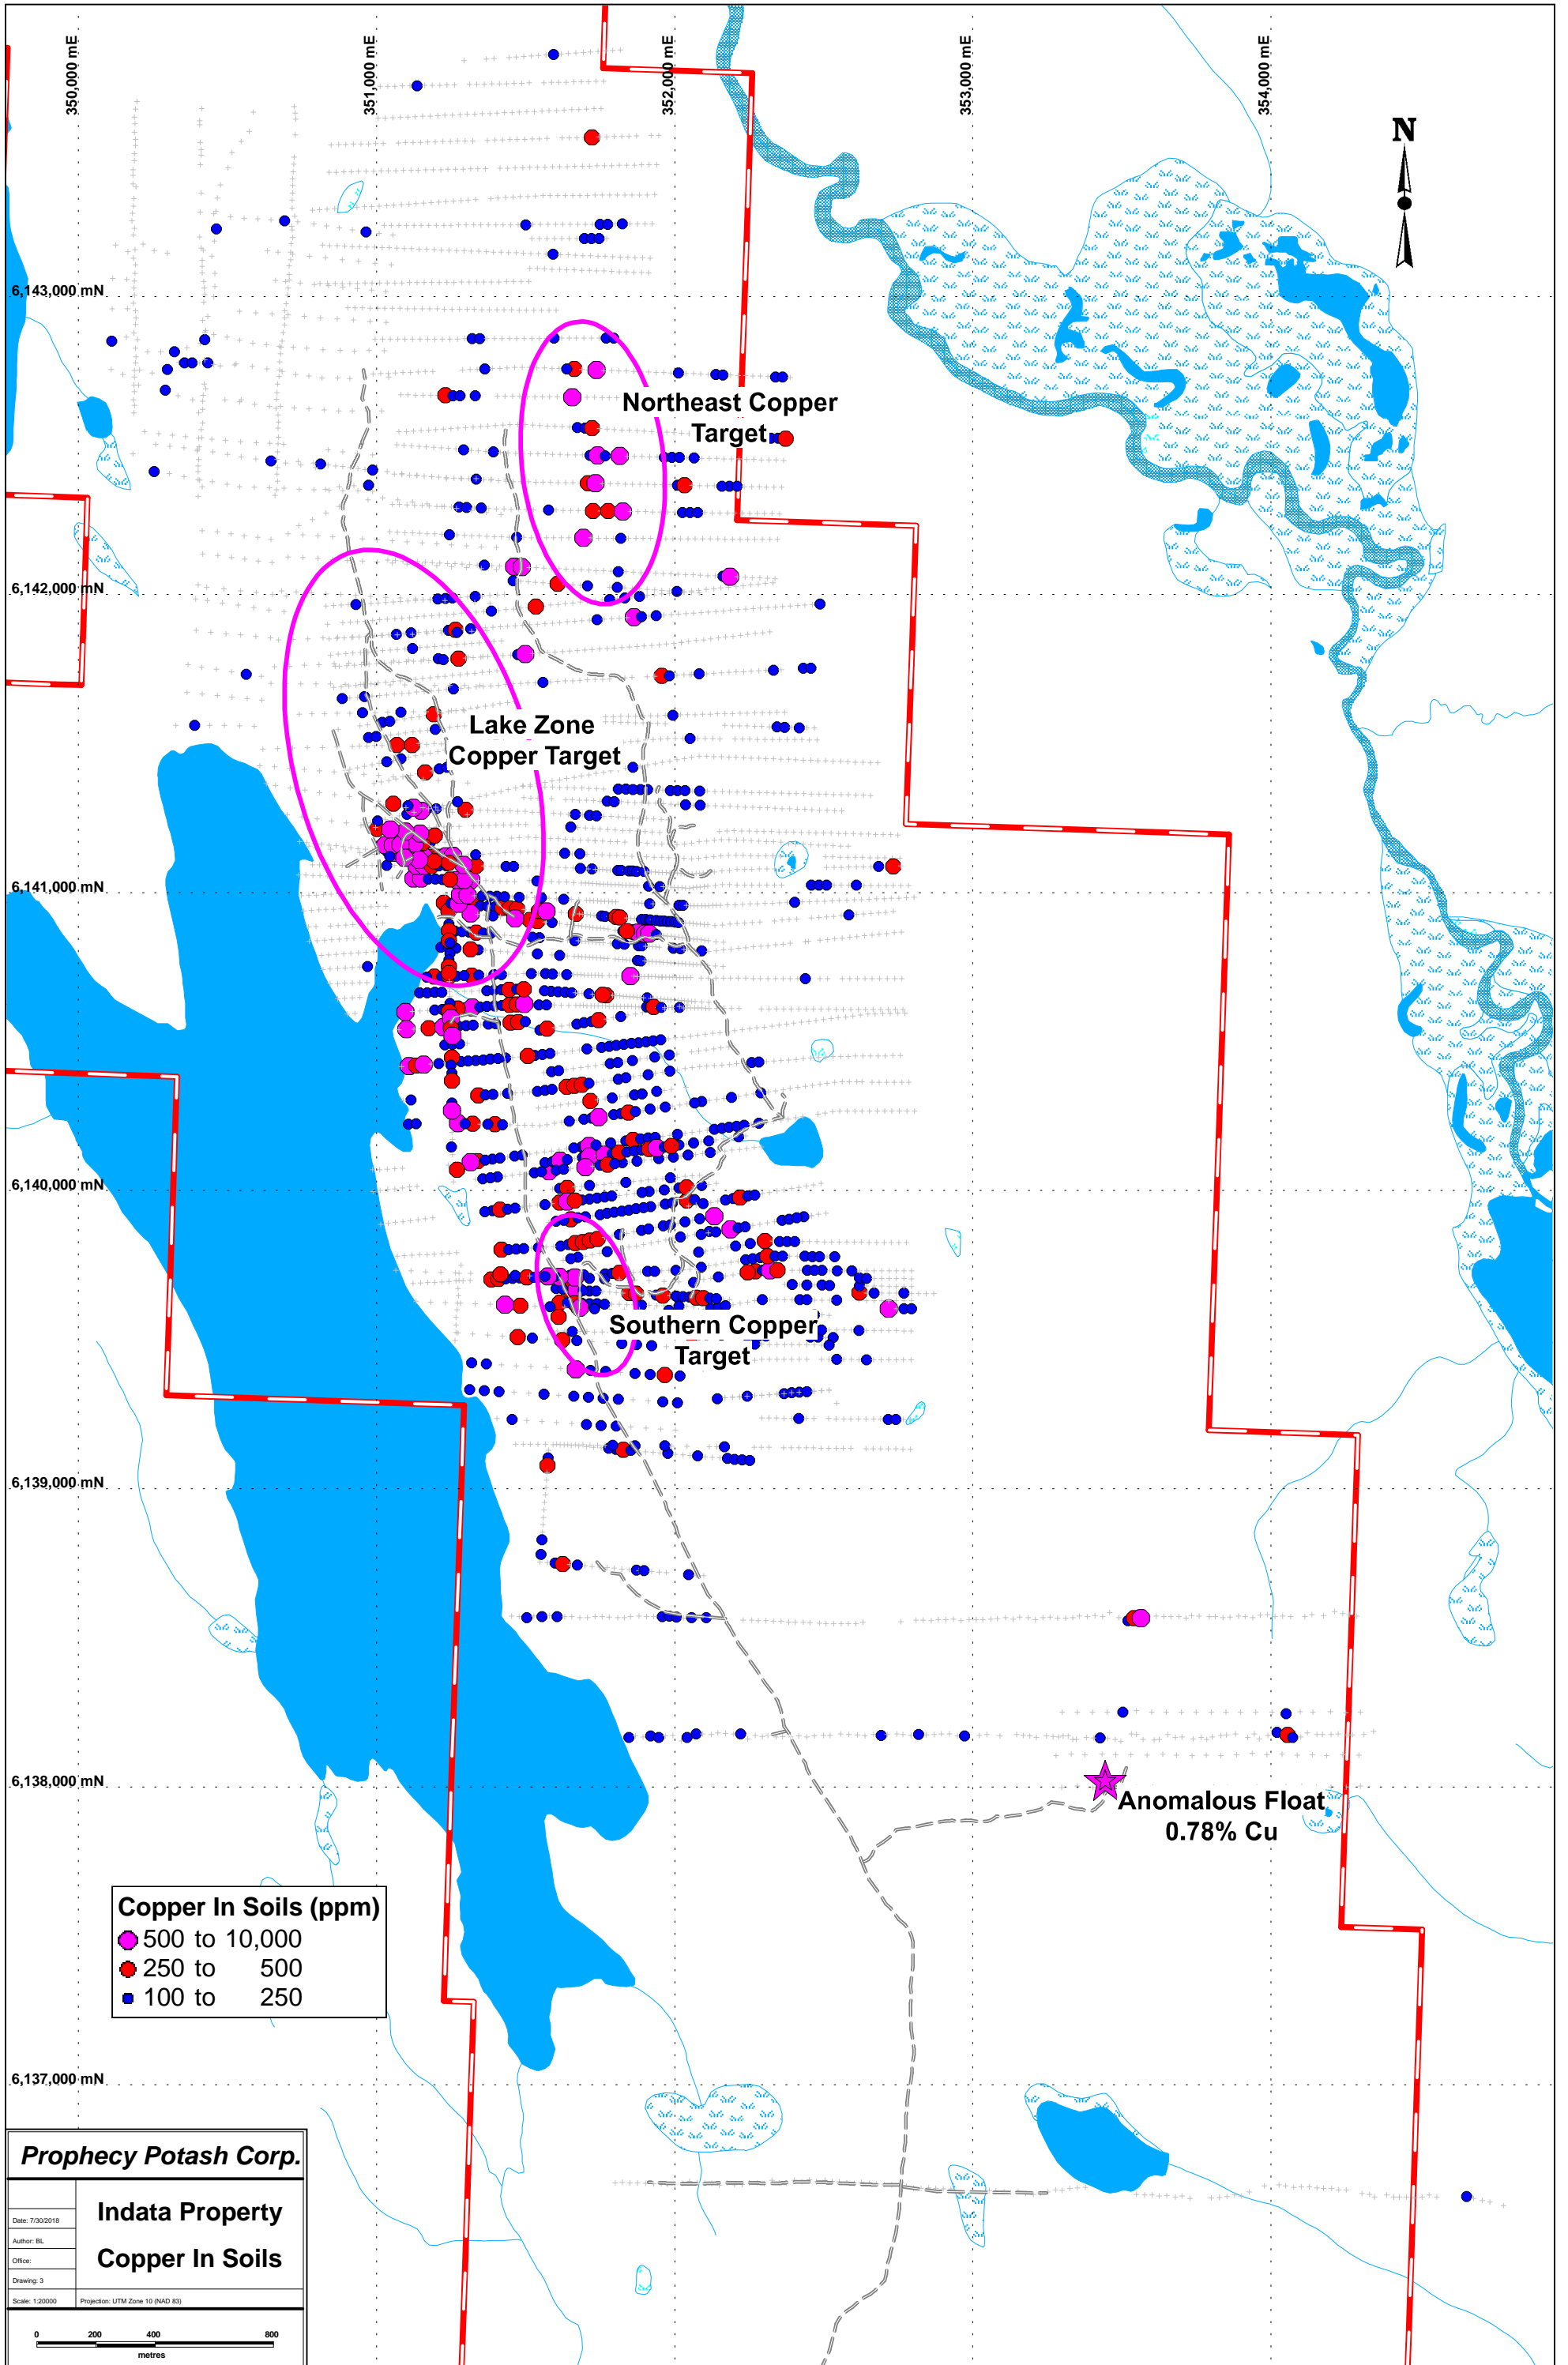 350,000 mE
351,000 mE
352,000 mE
353,000 mE
354,000 mE
N
6,143,000 mN
Northeast Copper
Target
6,142,000 mN
Lake Zone
Copper Target
6,141,000 mN
6,140,000 mN
Southern Copper
Target
6,139,000 mN
6,138,000 mN
Anomalous Float
0.78% Cu
Copper In Soils (ppm)
500 to 10,000
250 to 500
100 to 250
6,137,000 mN
Prophecy Potash Corp.
Indata Property
Copper In Soils
Date: 7/30/2018
Author: BL
Office:
Drawing: 3
Scale: 1:20000
Projection: UTM Zone 10 (NAD 83)
0 200 400 800
metres